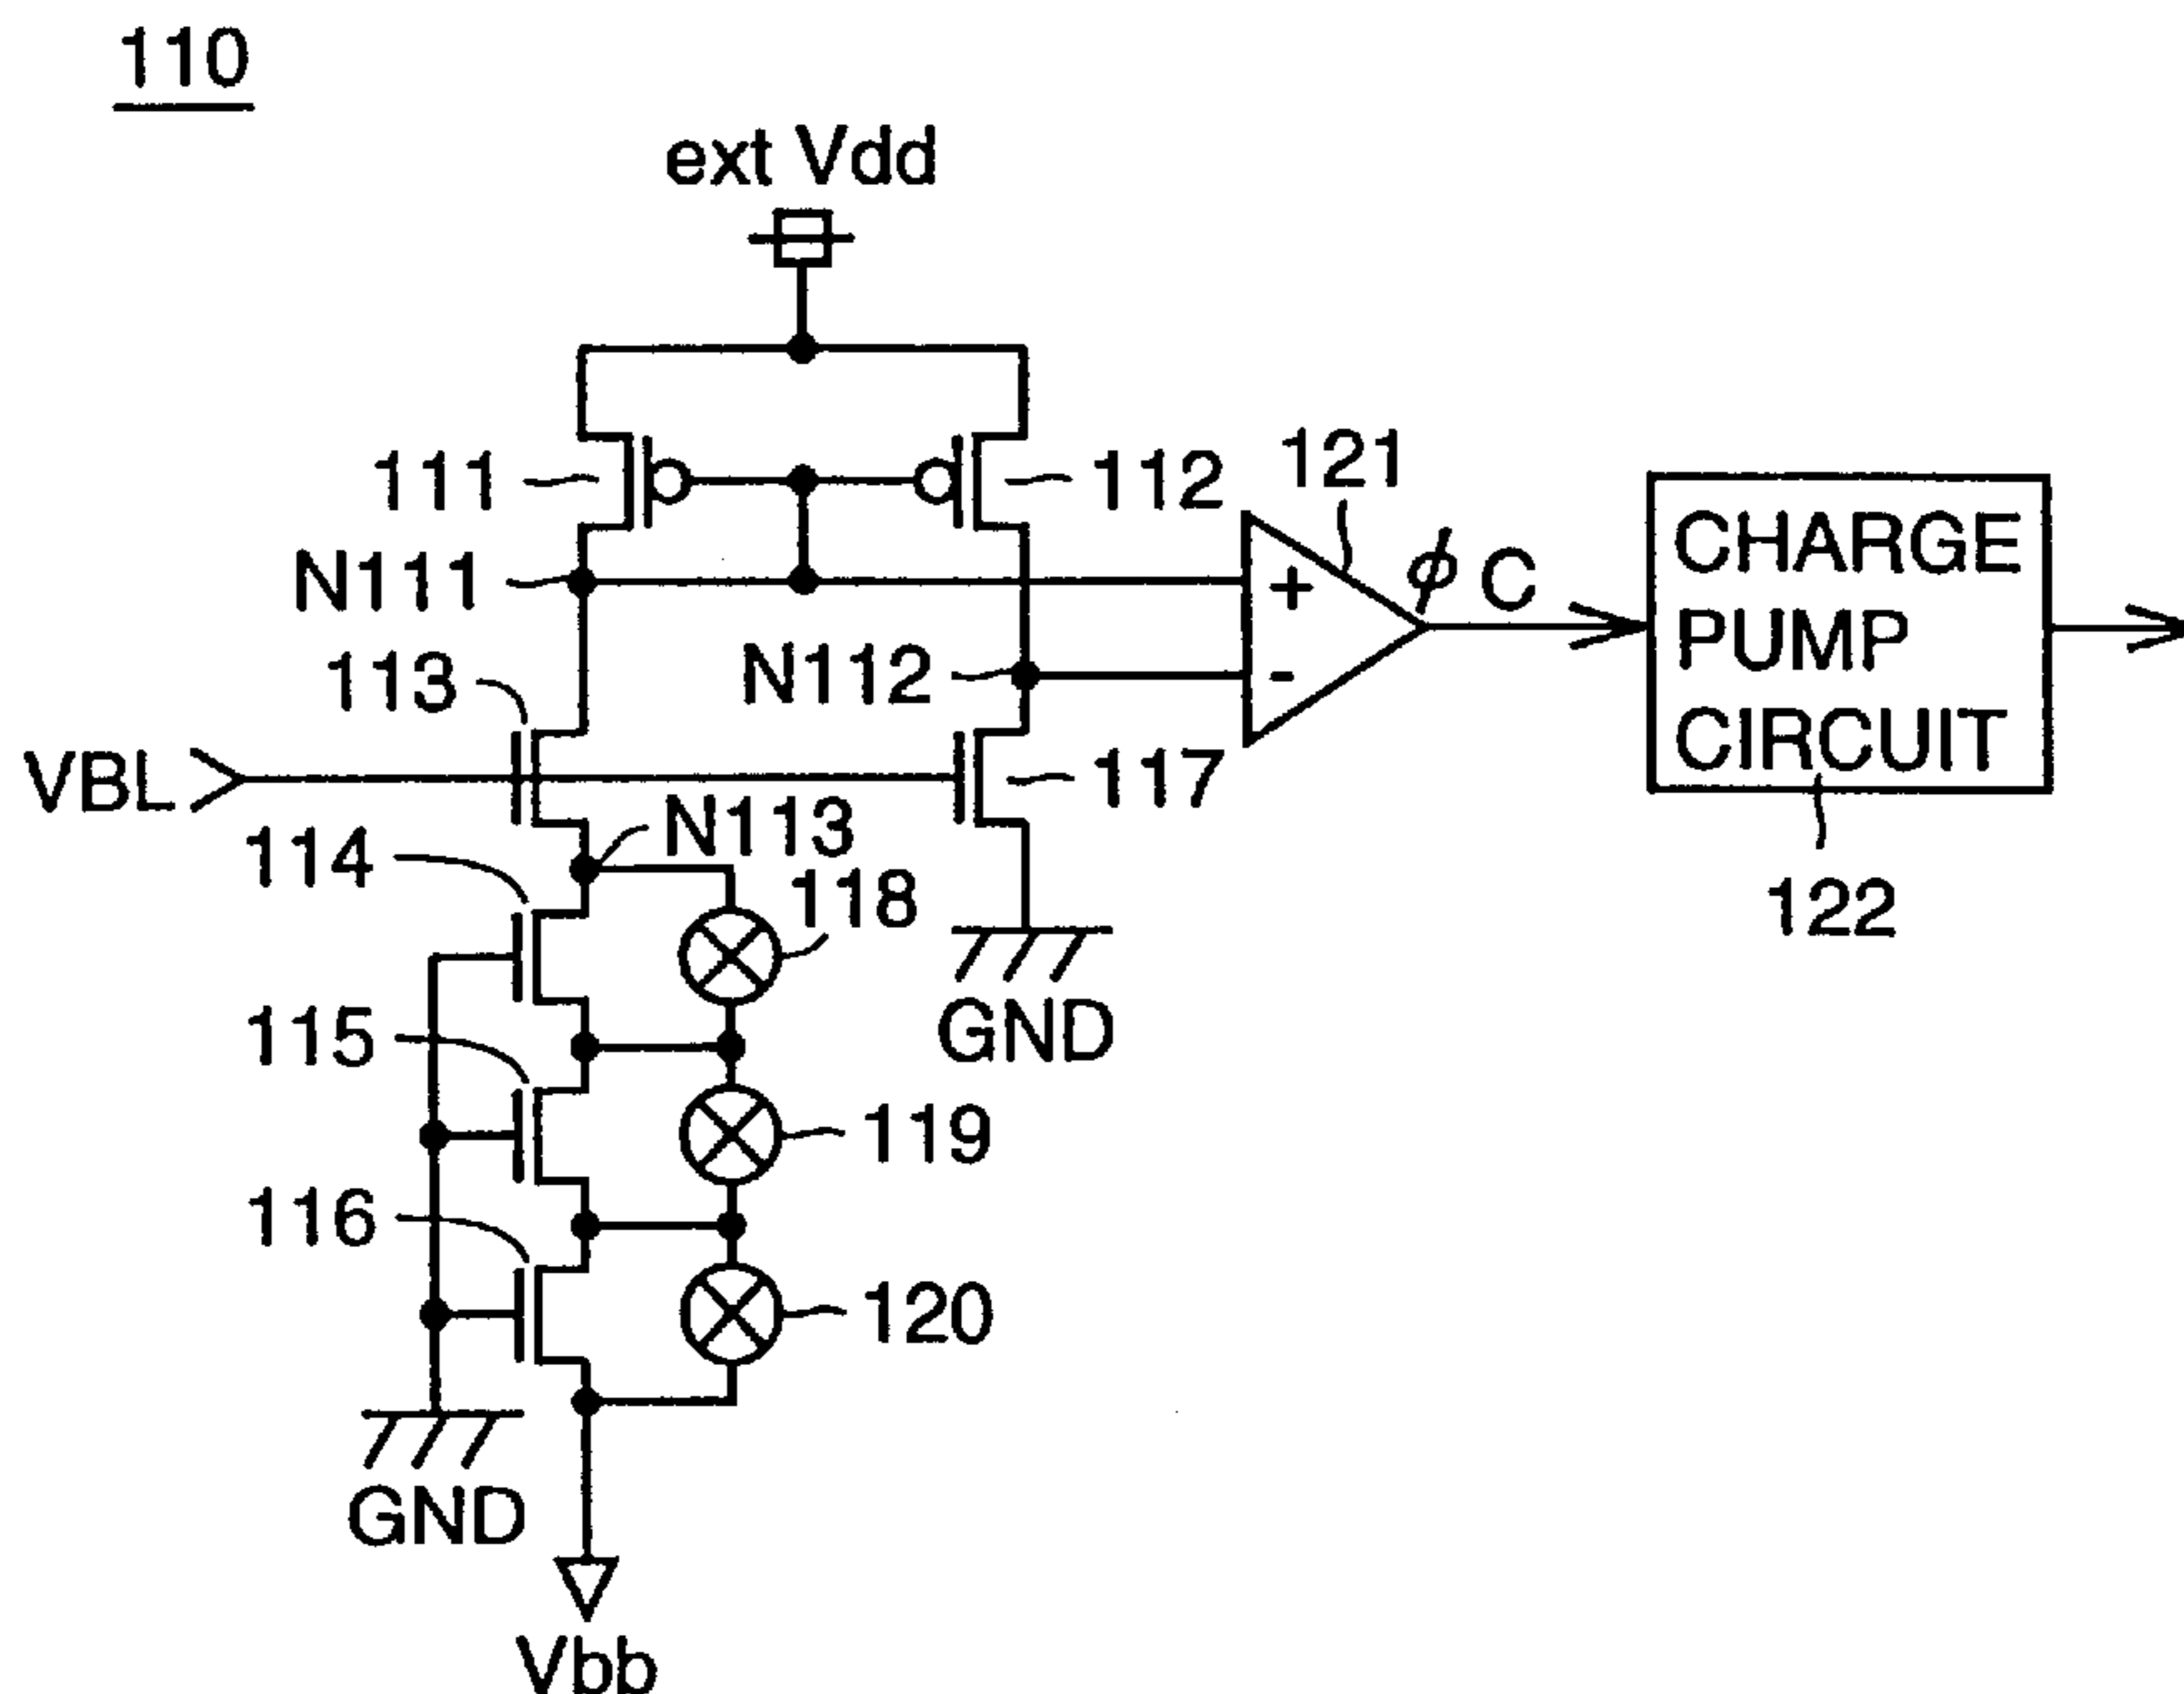 110
ext Vdd
111
112
121
N111
ϕ C
CHARGE
PUMP
CIRCUIT
113
N112
VBL
117
N113
114
118
122
GND
115
119
116
120
GND
Vbb
+
-